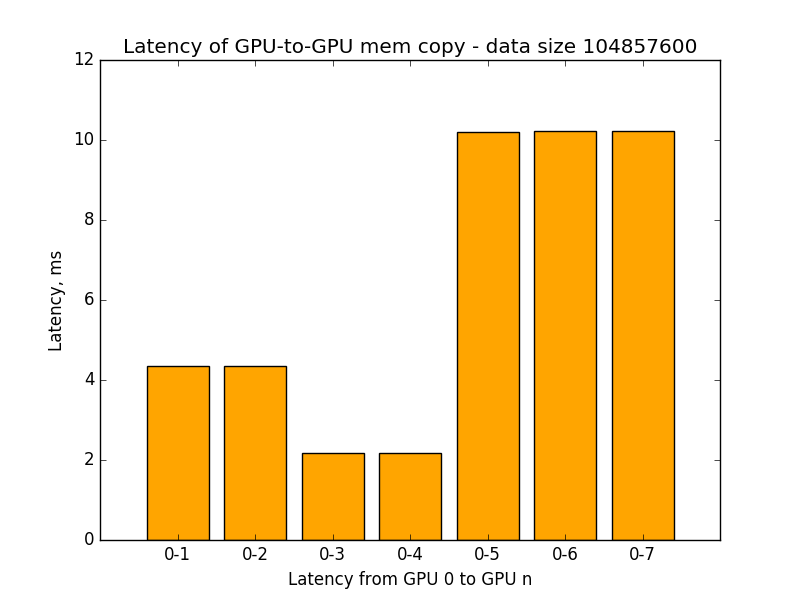 Latency of GPU-to-GPU mem copy - data size 104857600
12
10
8
6
4
2
0
Latency, ms
0-1 0-2 0-3 0-4 0-5 0-6 0-7
Latency from GPU 0 to GPU n